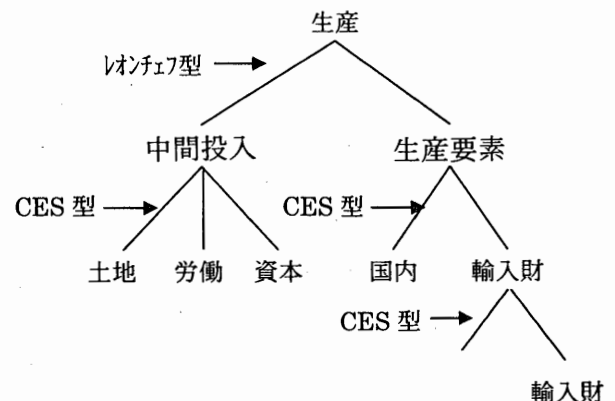 生産
ﾚｵﾝﾁｪﾌ型
中間投入
生産要素
CES 型
CES 型
土地
労働
資本
国内
輸入財
CES 型
輸入財